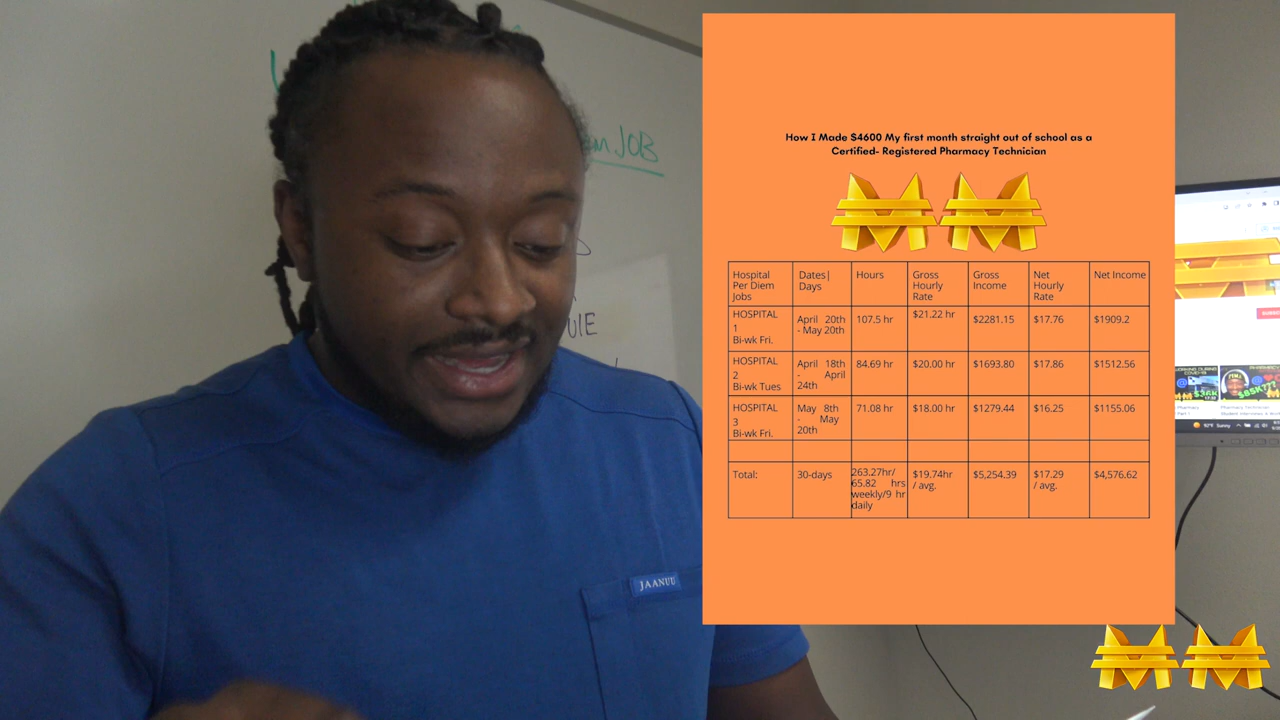 JOB
UIE
JAANUU
How I Made $4600 My first month straight out of school as a
Certified- Registered Pharmacy Technician
Hospital
Per Diem
Jobs
Dates|
Days
Hours
Gross
Hourly
Rate
Gross
Income
Net
Hourly
Rate
Net Income
HOSPITAL
1
Bi-wk Fri.
April 20th
- May 20th
107.5 hr
$21.22 hr
$2281.15
$17.76
$1909.2
HOSPITAL
2
Bi-wk Tues
April 18th
- April
24th
84.69 hr
$20.00 hr
$1693.80
$17.86
$1512.56
HOSPITAL
3
Bi-wk Fri.
May 8th
- May
20th
71.08 hr
$18.00 hr
$1279.44
$16.25
$1155.06
Total:
30-days
263.27hr/
65.82 hrs
weekly/9 hr
daily
$19.74hr
/ avg.
$5,254.39
$17.29
/ avg.
$4,576.62
Sunny